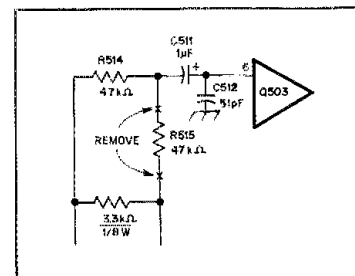 C511
1µF
+
R514
47kΩ
6
C512
51pF
Q503
REMOVE
R515
47kΩ
3.3kΩ
1/8W